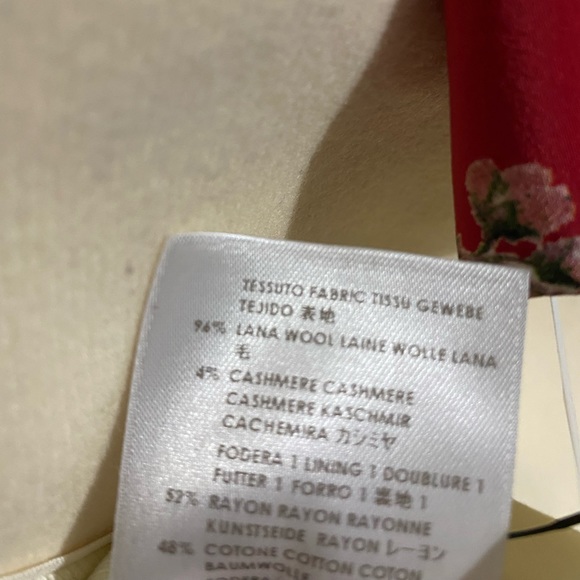 TESSUTO FABRIC TISSU GEWEBE
TEJIDO 表地
96% LANA WOOL LAINE WOLLE LANA
毛
4% CASHMERE CASHMERE
CASHMERE KASCHMIR
CACHEMIRA カシミヤ
FODERA 1 LINING 1 DOUBLURE 1
FUTTER 1 FORRO 1 裏地 1
52% RAYON RAYON RAYONNE
KUNSTSEIDE RAYON レーヨン
48% COTONE COTTON COTON
BAUMWOLLE